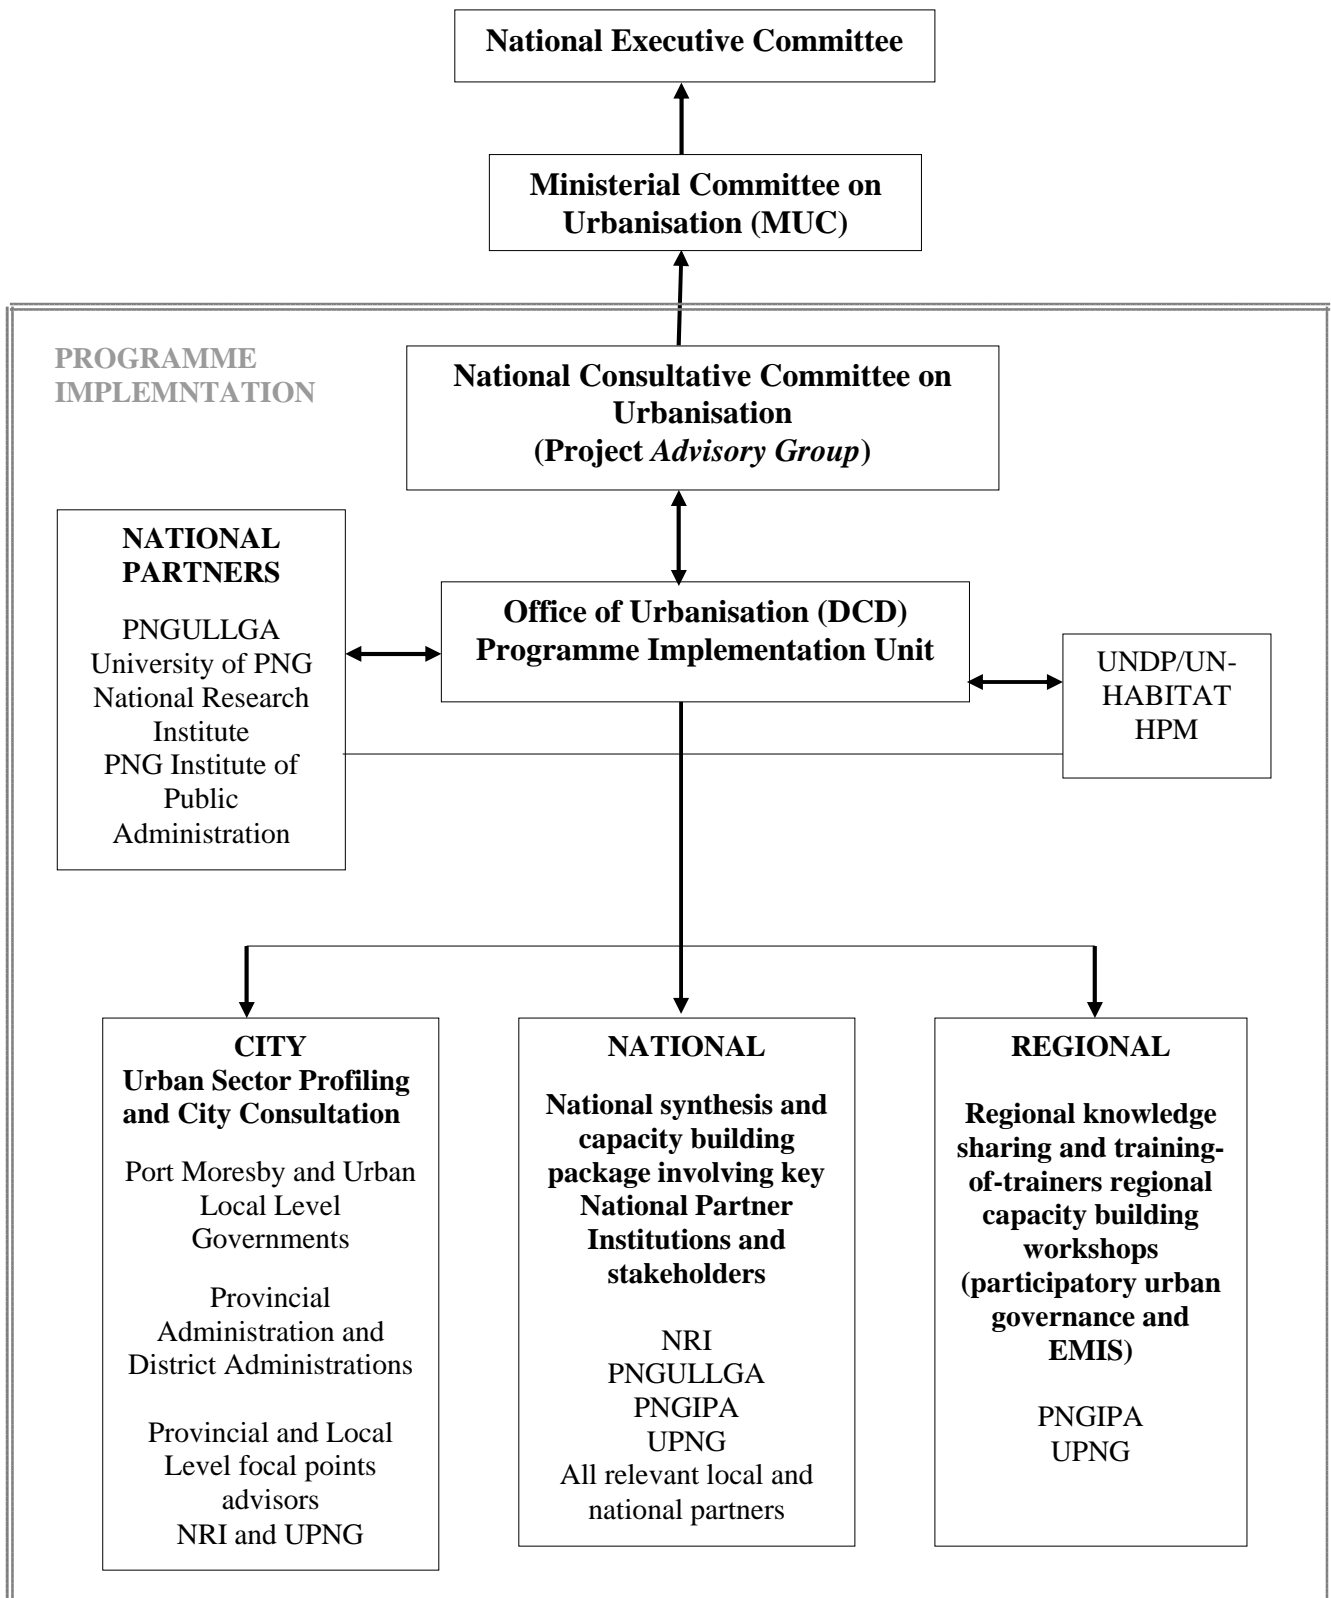 National Executive Committee
Ministerial Committee on
Urbanisation (MUC)
PROGRAMME
IMPLEMNTATION
National Consultative Committee on
Urbanisation
(Project Advisory Group)
NATIONAL
PARTNERS
PNGULLGA
University of PNG
National Research
Institute
PNG Institute of
Public
Administration
Office of Urbanisation (DCD)
Programme Implementation Unit
UNDP/UN-
HABITAT
HPM
CITY
Urban Sector Profiling
and City Consultation
Port Moresby and Urban
Local Level
Governments
Provincial
Administration and
District Administrations
Provincial and Local
Level focal points
advisors
NRI and UPNG
NATIONAL
National synthesis and
capacity building
package involving key
National Partner
Institutions and
stakeholders
NRI
PNGULLGA
PNGIPA
UPNG
All relevant local and
national partners
REGIONAL
Regional knowledge
sharing and training-
of-trainers regional
capacity building
workshops
(participatory urban
governance and
EMIS)
PNGIPA
UPNG